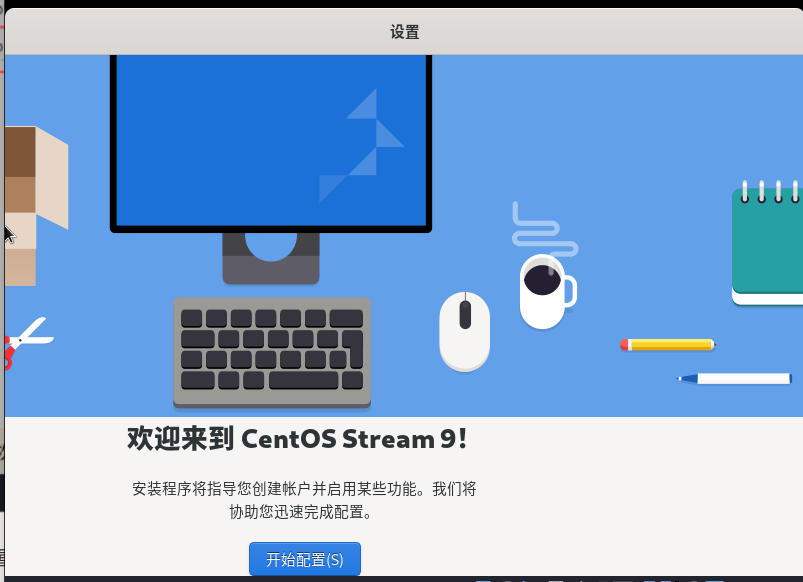 设置
欢迎来到 CentOS Stream 9!
安装程序将指导您创建帐户并启用某些功能。我们将
协助您迅速完成配置。
开始配置(S)